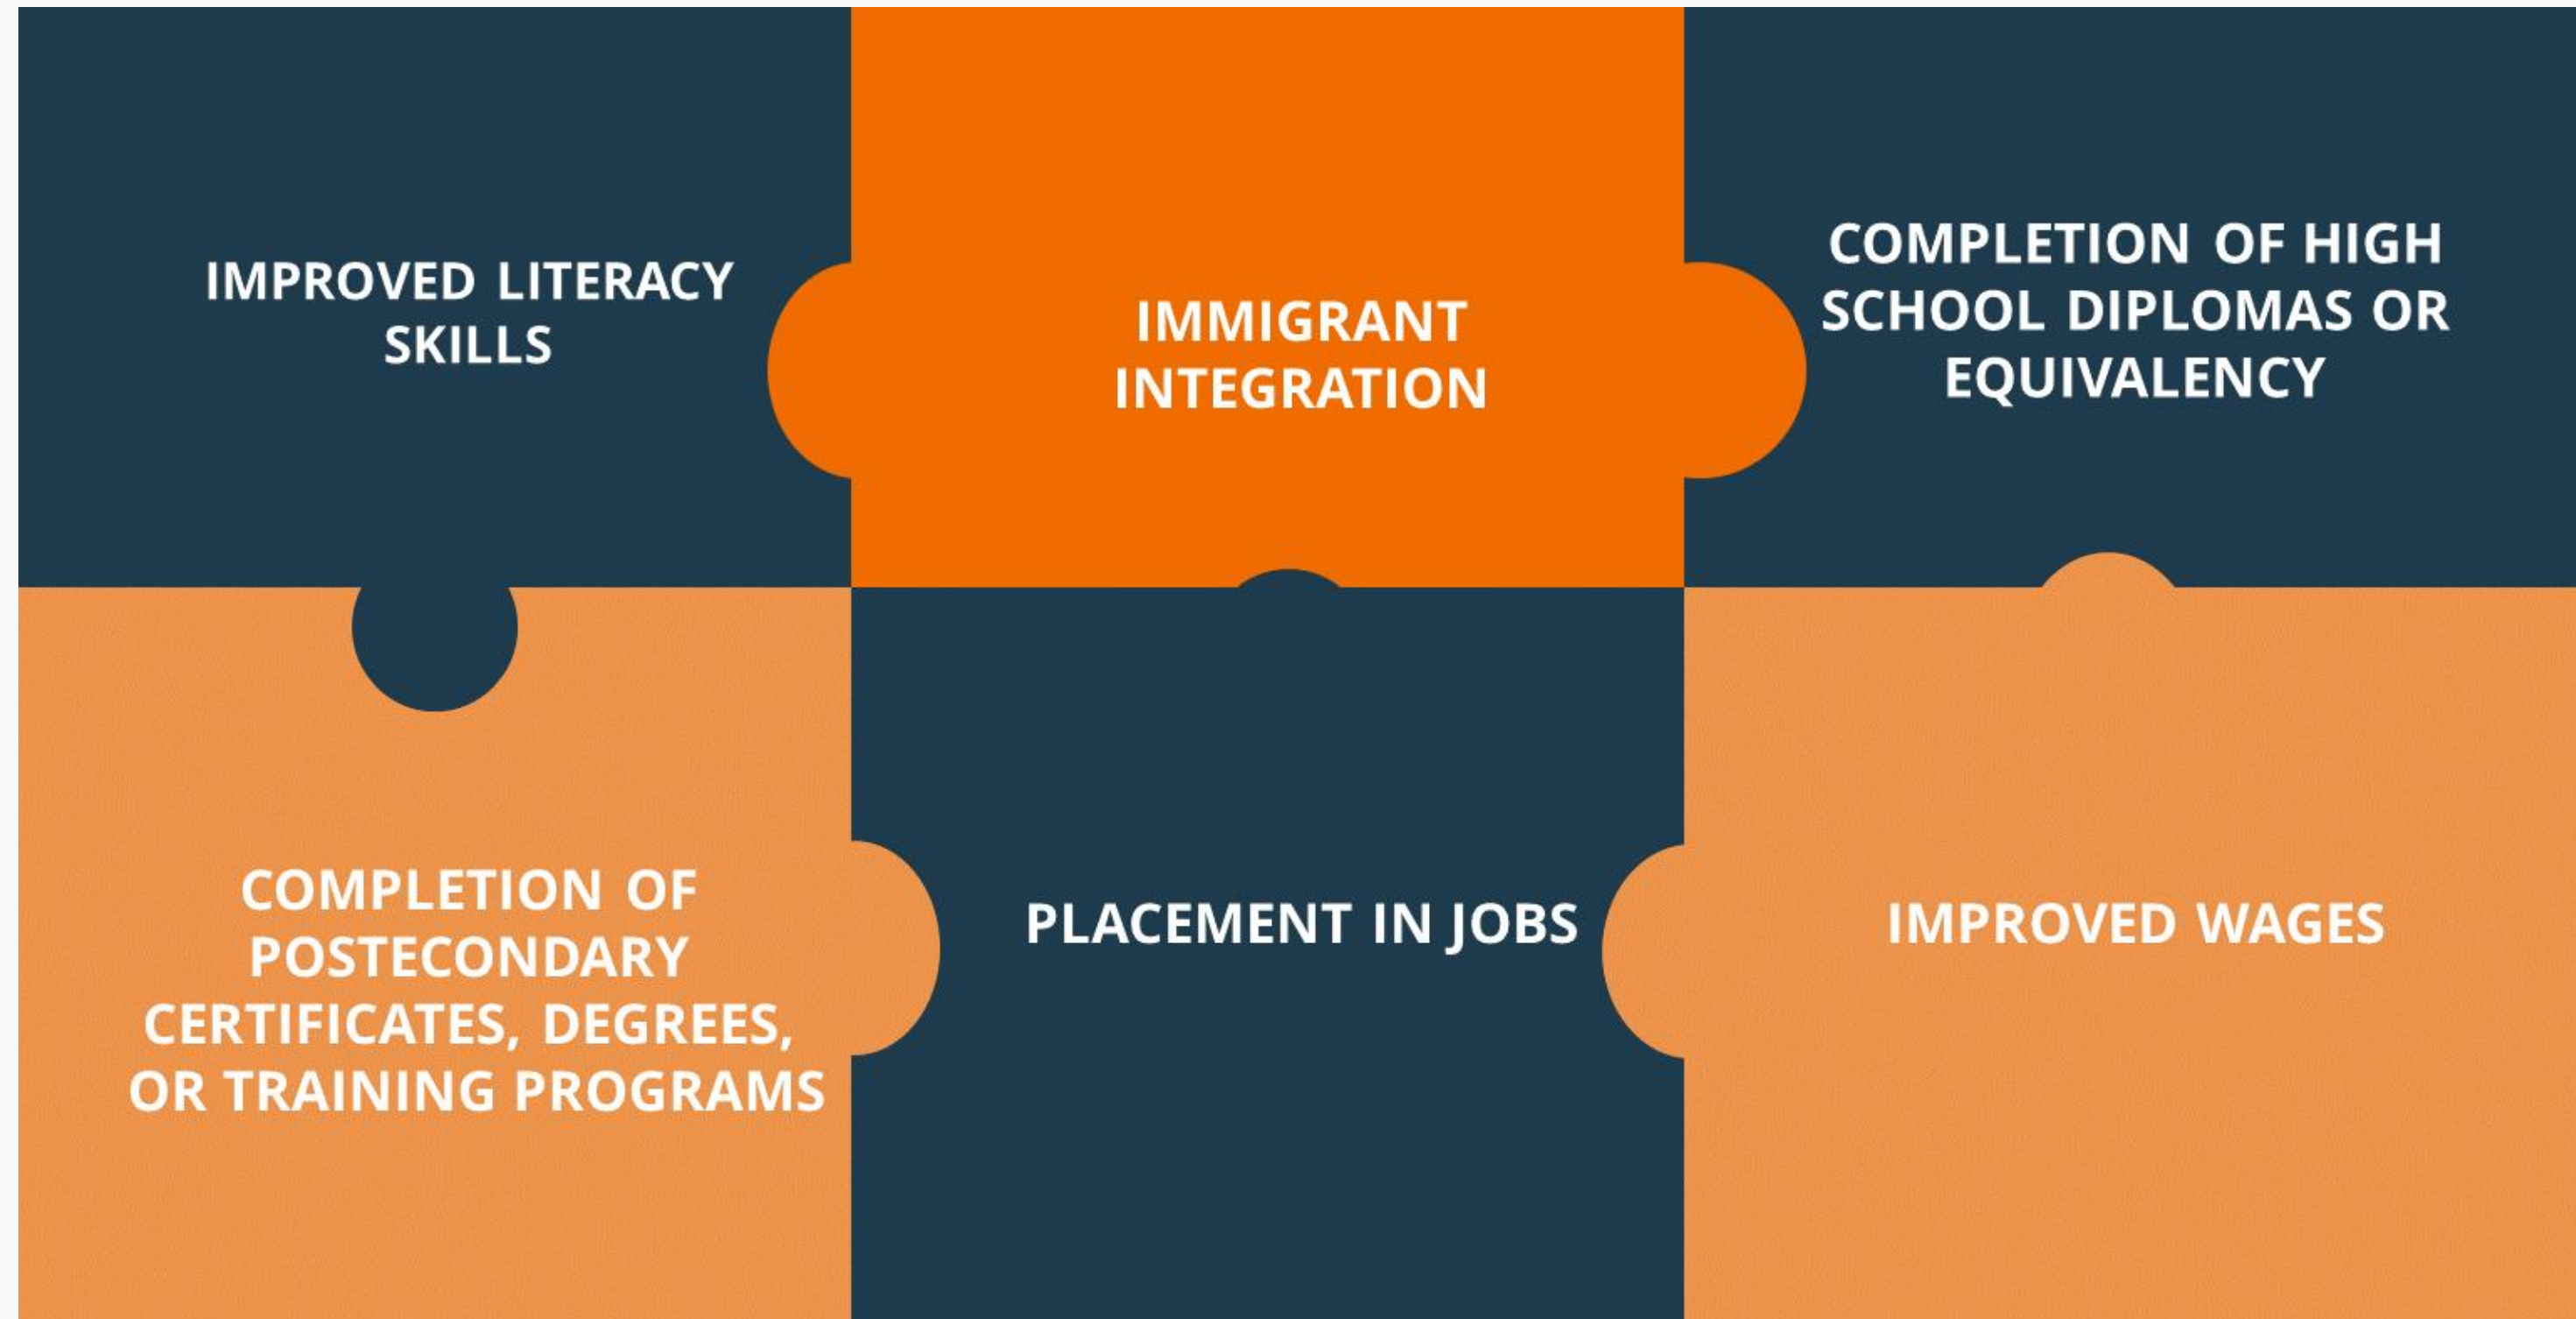 IMPROVED LITERACY
SKILLS
IMMIGRANT
INTEGRATION
COMPLETION OF HIGH
SCHOOL DIPLOMAS OR
EQUIVALENCY
COMPLETION OF
POSTECONDARY
CERTIFICATES, DEGREES,
OR TRAINING PROGRAMS
PLACEMENT IN JOBS
IMPROVED WAGES